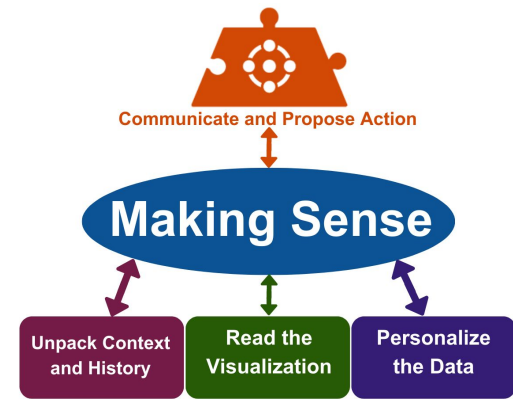 Communicate and Propose Action
Making Sense
Unpack Context
and History
Read the
Visualization
Personalize
the Data